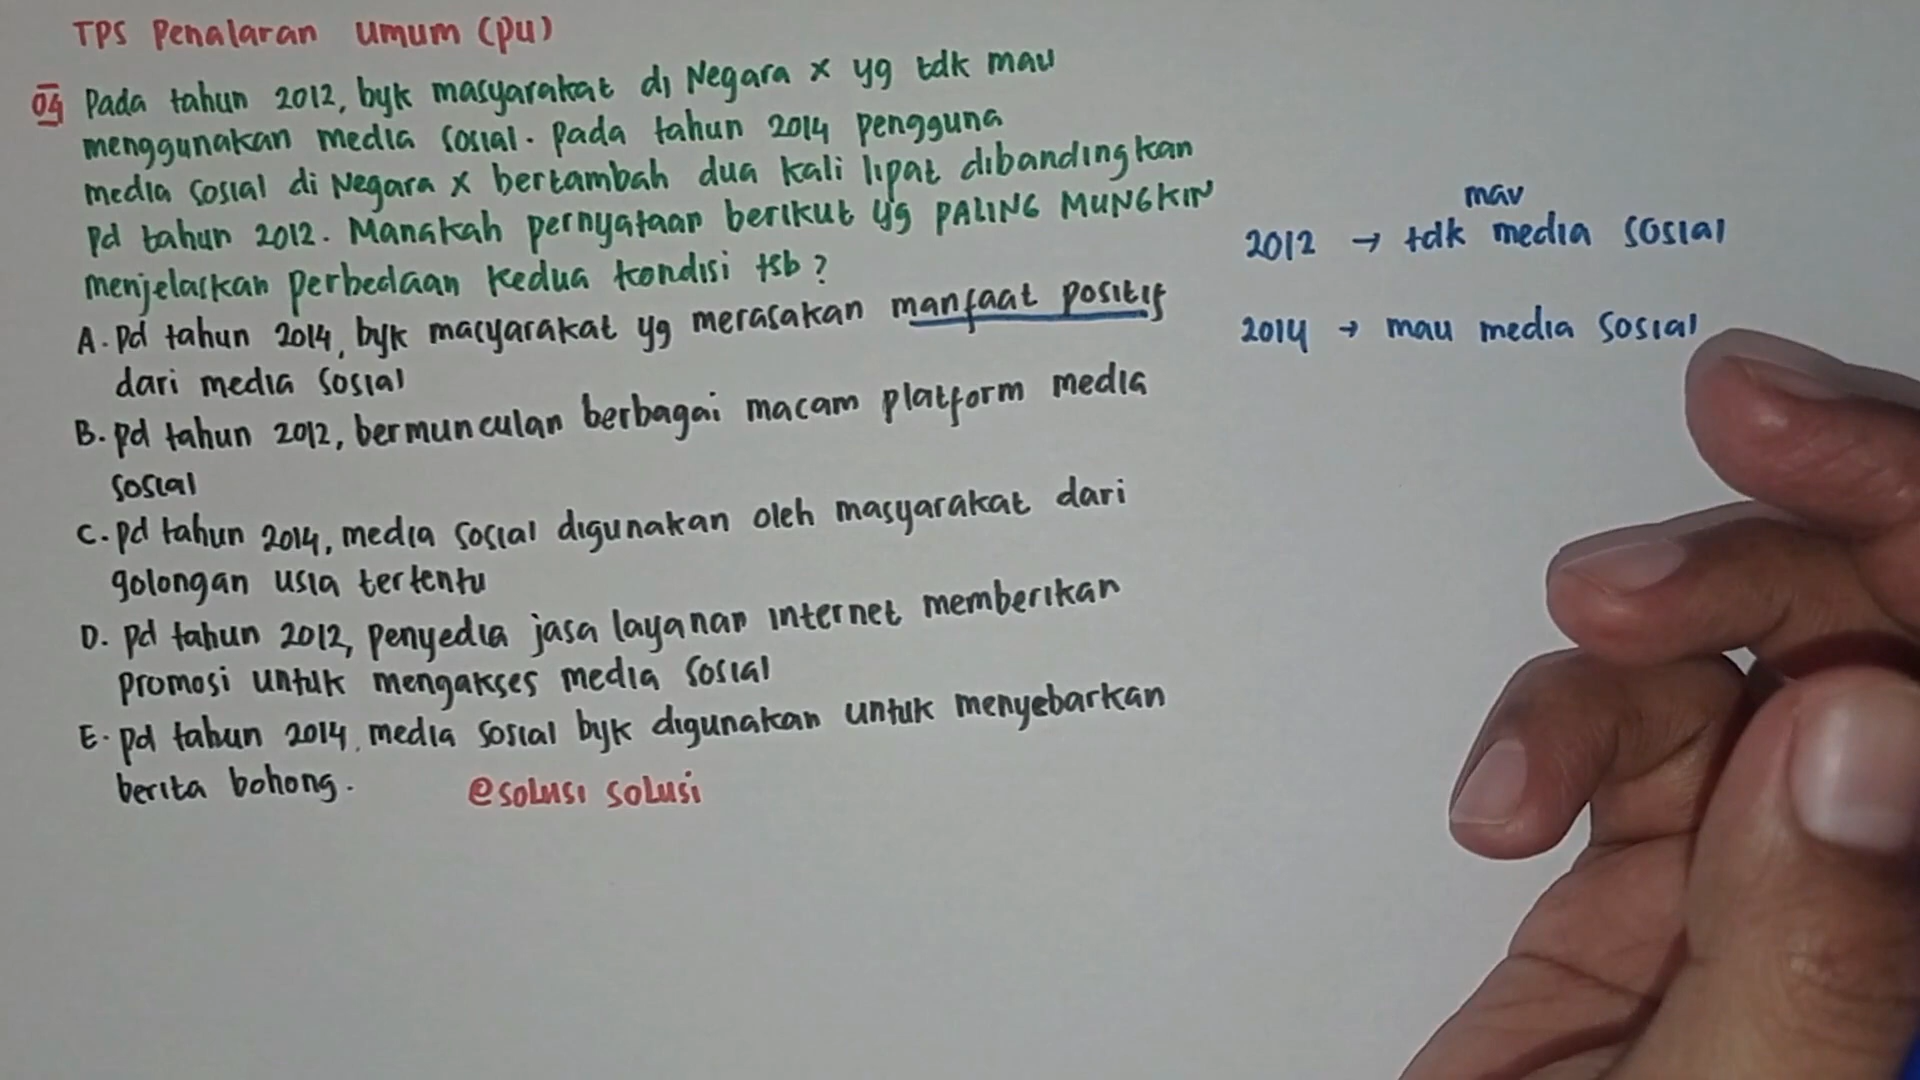 TPS Penalaran Umum (PU)
04 Pada tahun 2012, byk masyarakat di Negara X yg tdk mau
menggunakan media sosial. Pada tahun 2014 pengguna
media sosial di Negara X bertambah dua kali lipat dibandingkan
pd tahun 2012. Manakah pernyataan berikut yg PALING MUNGKIN
menjelaskan perbedaan kedua kondisi tsb?
A. Pd tahun 2014, byk masyarakat yg merasakan manfaat positif
dari media sosial
B. pd tahun 2012, bermunculan berbagai macam platform media
sosial
C. pd tahun 2014, media sosial digunakan oleh masyarakat dari
golongan usia tertentu
D. pd tahun 2012, penyedia jasa layanan internet memberikan
promosi untuk mengakses media sosial
E. pd tahun 2014, media sosial byk digunakan untuk menyebarkan
berita bohong.
@solusi solusi
mau
2012 → tdk media sosial
2014 → mau media sosial